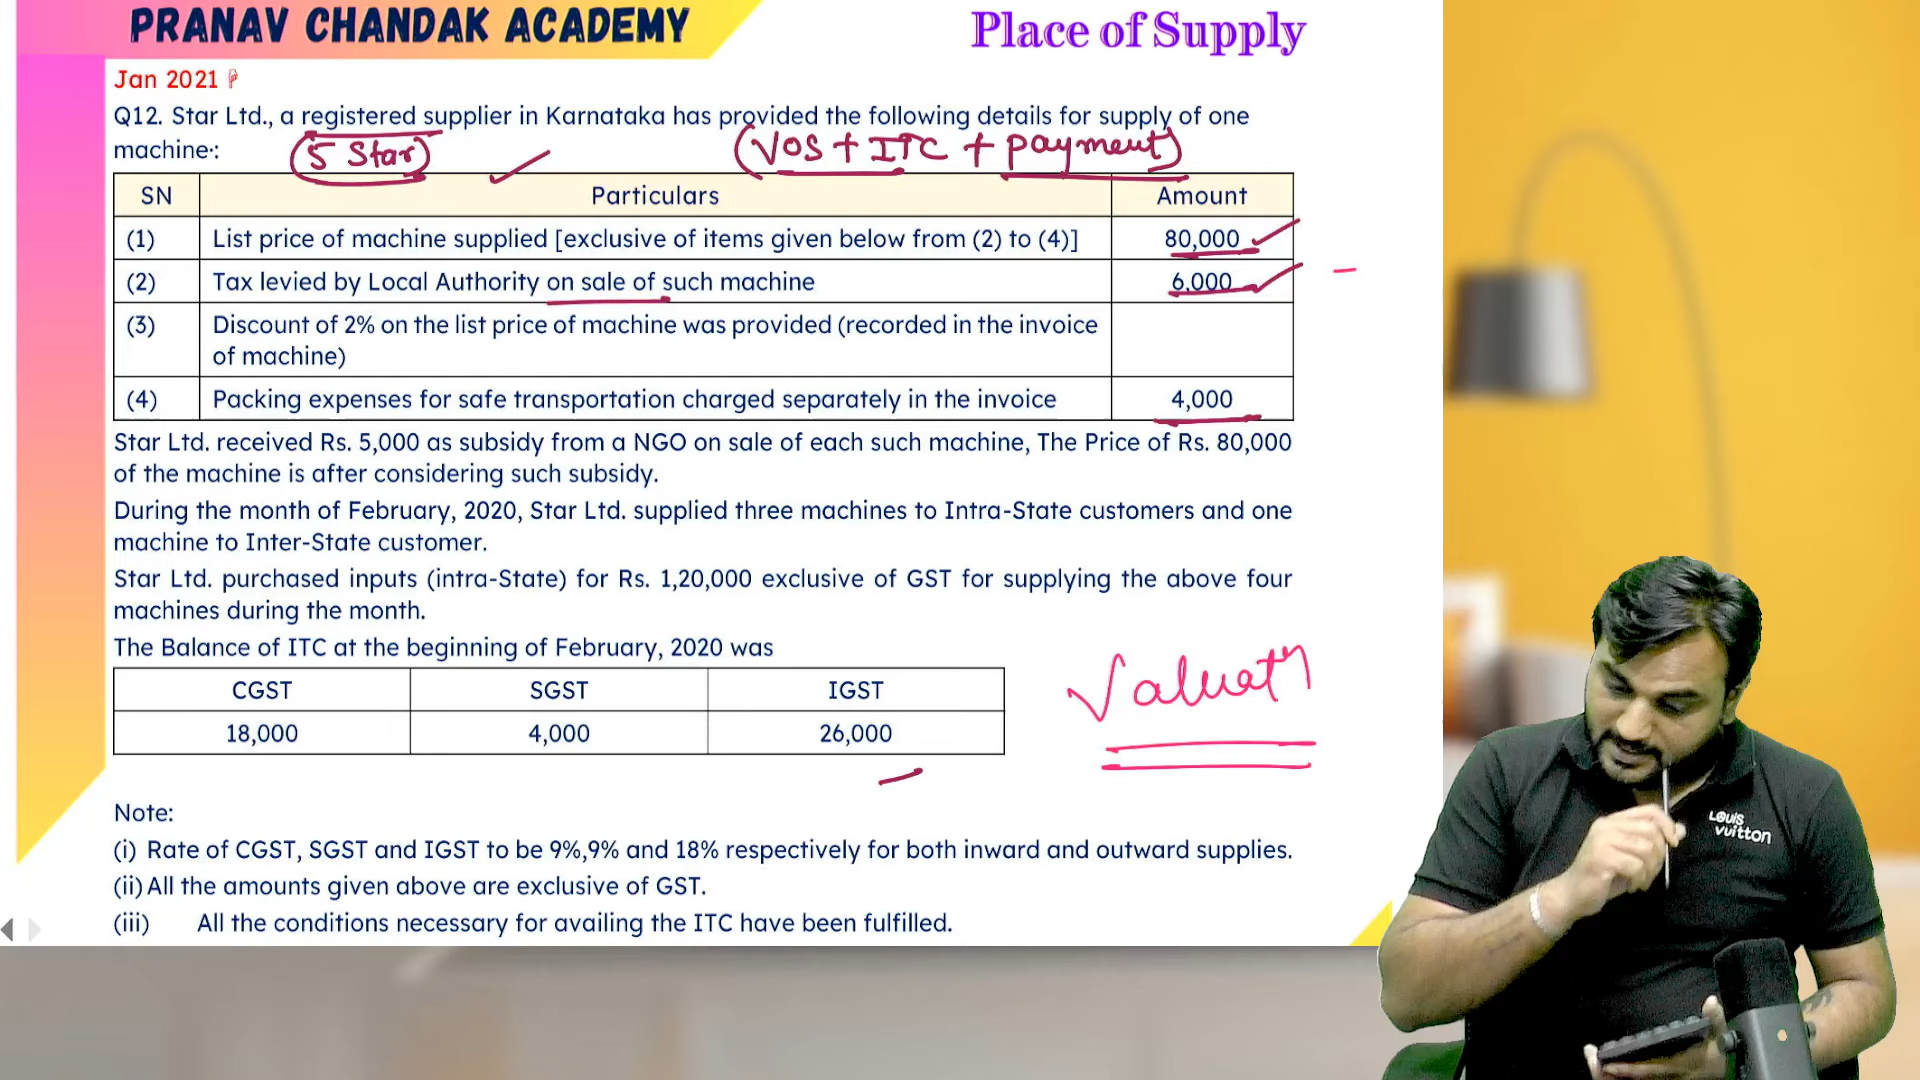 PRANAV CHANDAK ACADEMY
Place of Supply
Jan 2021
Q12. Star Ltd., a registered supplier in Karnataka has provided the following details for supply of one
machine·:
(5 Star)
(VOS + ITC + payment)
SN Particulars Amount
(1) List price of machine supplied [exclusive of items given below from (2) to (4)] 80,000
(2) Tax levied by Local Authority on sale of such machine 6,000
(3) Discount of 2% on the list price of machine was provided (recorded in the invoice
of machine)
(4) Packing expenses for safe transportation charged separately in the invoice 4,000
Star Ltd. received Rs. 5,000 as subsidy from a NGO on sale of each such machine, The Price of Rs. 80,000
of the machine is after considering such subsidy.
During the month of February, 2020, Star Ltd. supplied three machines to Intra-State customers and one
machine to Inter-State customer.
Star Ltd. purchased inputs (intra-State) for Rs. 1,20,000 exclusive of GST for supplying the above four
machines during the month.
The Balance of ITC at the beginning of February, 2020 was
CGST SGST IGST
18,000 4,000 26,000
Note:
(i) Rate of CGST, SGST and IGST to be 9%,9% and 18% respectively for both inward and outward supplies.
(ii) All the amounts given above are exclusive of GST.
(iii) All the conditions necessary for availing the ITC have been fulfilled.
Louis
Vuitton